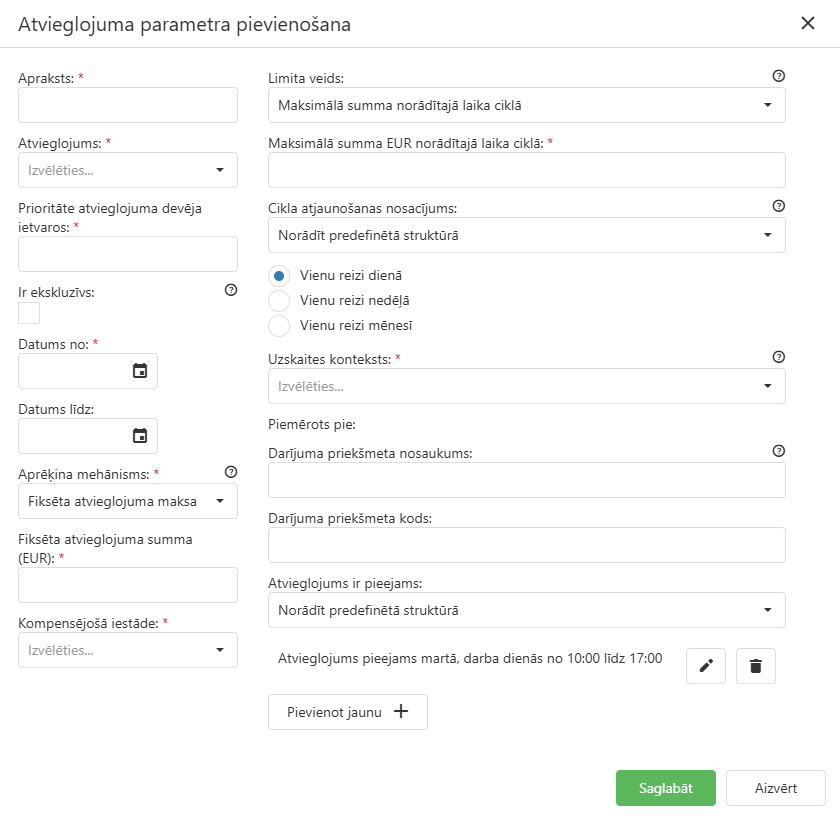 Atvieglojuma parametra pievienošana
Apraksts: *
Atvieglojums: *
Izvēlēties...
Prioritāte atvieglojuma devēja
ietvaros: *
Ir ekskluzīvs:
Datums no: *
Datums līdz:
Aprēķina mehānisms: *
Fiksēta atvieglojuma maksa
Fiksēta atvieglojuma summa
(EUR): *
Kompensējošā iestāde: *
Izvēlēties...
Limita veids:
Maksimālā summa norādītajā laika ciklā
Maksimālā summa EUR norādītajā laika ciklā: *
Cikla atjaunošanas nosacījums:
Norādīt predefinētā struktūrā
Vienu reizi dienā
Vienu reizi nedēļā
Vienu reizi mēnesī
Uzskaites konteksts: *
Izvēlēties...
Piemērots pie:
Darījuma priekšmeta nosaukums:
Darījuma priekšmeta kods:
Atvieglojums ir pieejams:
Norādīt predefinētā struktūrā
Atvieglojums pieejams martā, darba dienās no 10:00 līdz 17:00
Pievienot jaunu
Saglabāt
Aizvērt